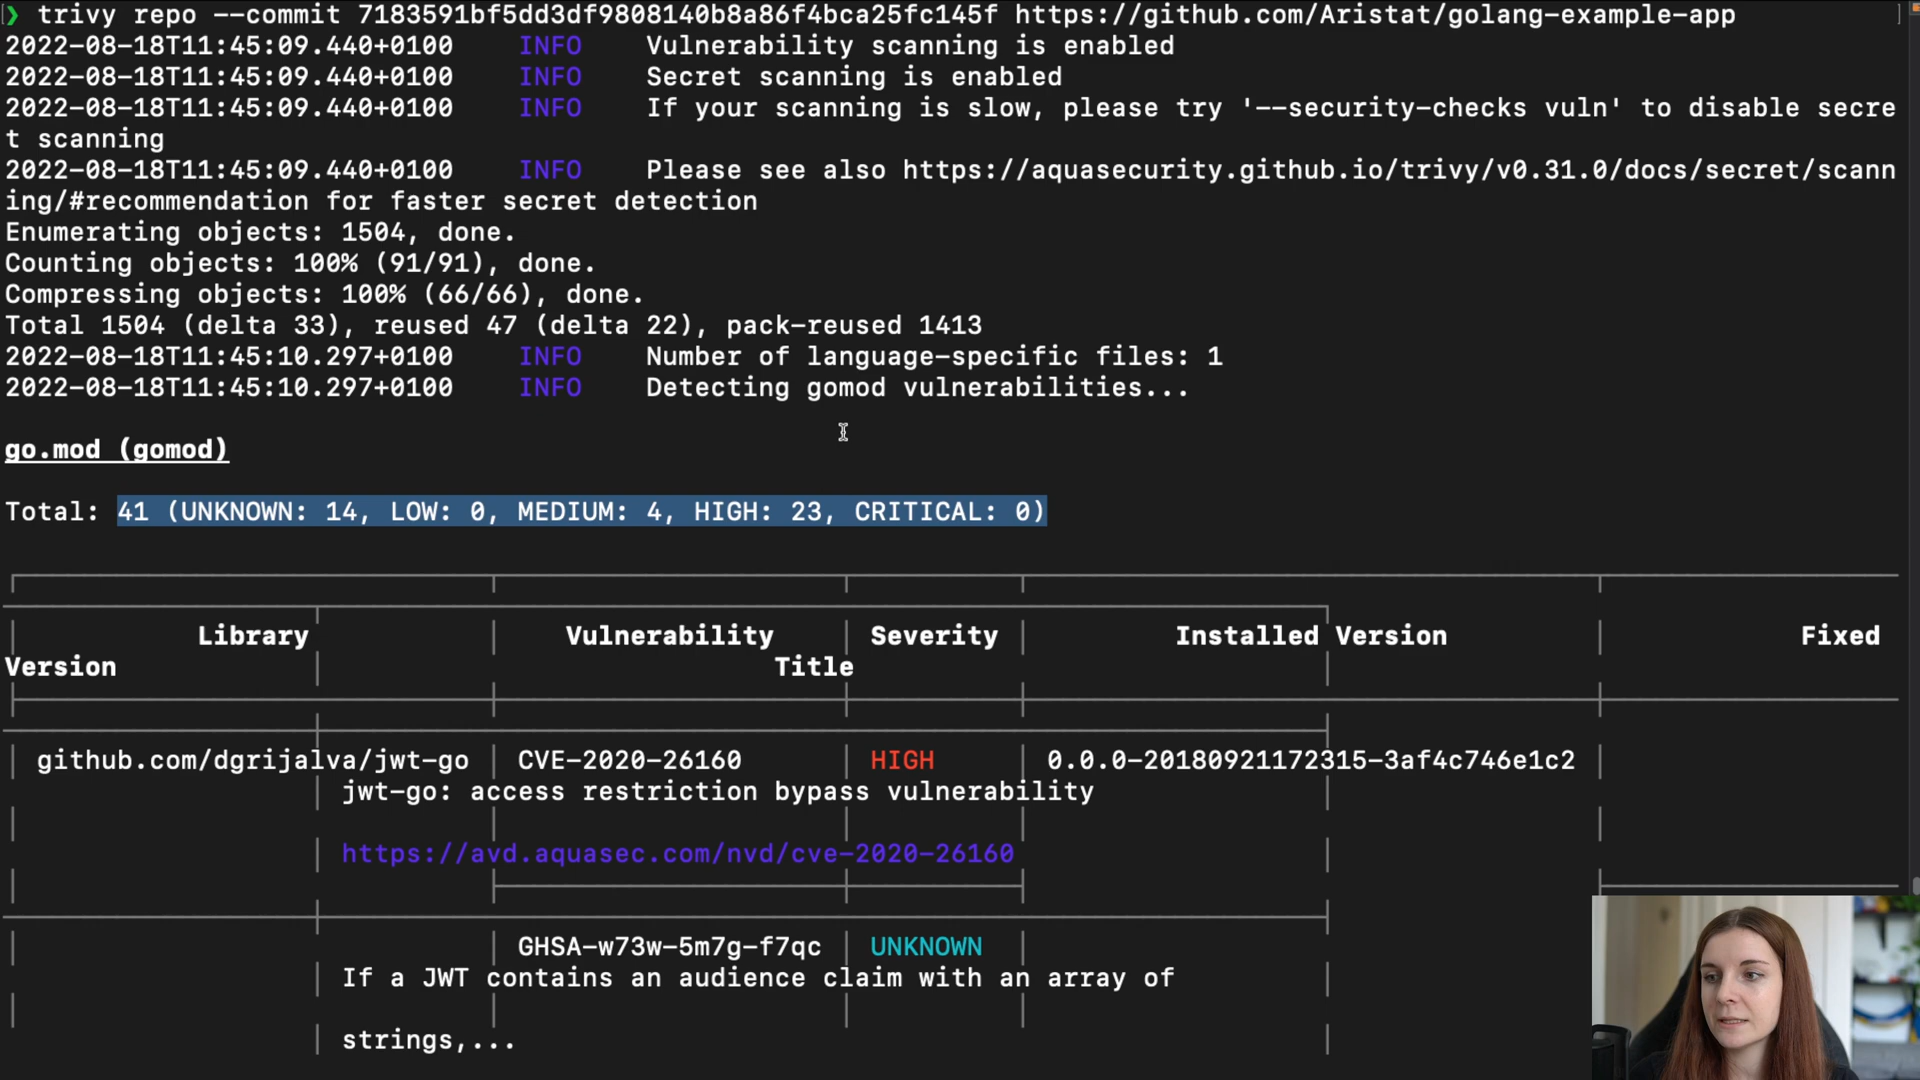 ❯ trivy repo --commit 7183591bf5dd3df9808140b8a86f4bca25fc145f https://github.com/Aristat/golang-example-app
2022-08-18T11:45:09.440+0100 INFO Vulnerability scanning is enabled
2022-08-18T11:45:09.440+0100 INFO Secret scanning is enabled
2022-08-18T11:45:09.440+0100 INFO If your scanning is slow, please try '--security-checks vuln' to disable secre
t scanning
2022-08-18T11:45:09.440+0100 INFO Please see also https://aquasecurity.github.io/trivy/v0.31.0/docs/secret/scann
ing/#recommendation for faster secret detection
Enumerating objects: 1504, done.
Counting objects: 100% (91/91), done.
Compressing objects: 100% (66/66), done.
Total 1504 (delta 33), reused 47 (delta 22), pack-reused 1413
2022-08-18T11:45:10.297+0100 INFO Number of language-specific files: 1
2022-08-18T11:45:10.297+0100 INFO Detecting gomod vulnerabilities...
go.mod (gomod)
Total: 41 (UNKNOWN: 14, LOW: 0, MEDIUM: 4, HIGH: 23, CRITICAL: 0)
Library Vulnerability Severity Installed Version Fixed
Version Title
github.com/dgrijalva/jwt-go CVE-2020-26160 HIGH 0.0.0-20180921172315-3af4c746e1c2
jwt-go: access restriction bypass vulnerability
https://avd.aquasec.com/nvd/cve-2020-26160
GHSA-w73w-5m7g-f7qc UNKNOWN
If a JWT contains an audience claim with an array of
strings,...